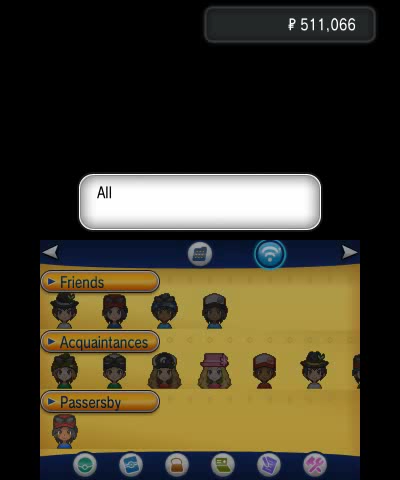 ₽ 511,066
All
Friends
Acquaintances
Passersby